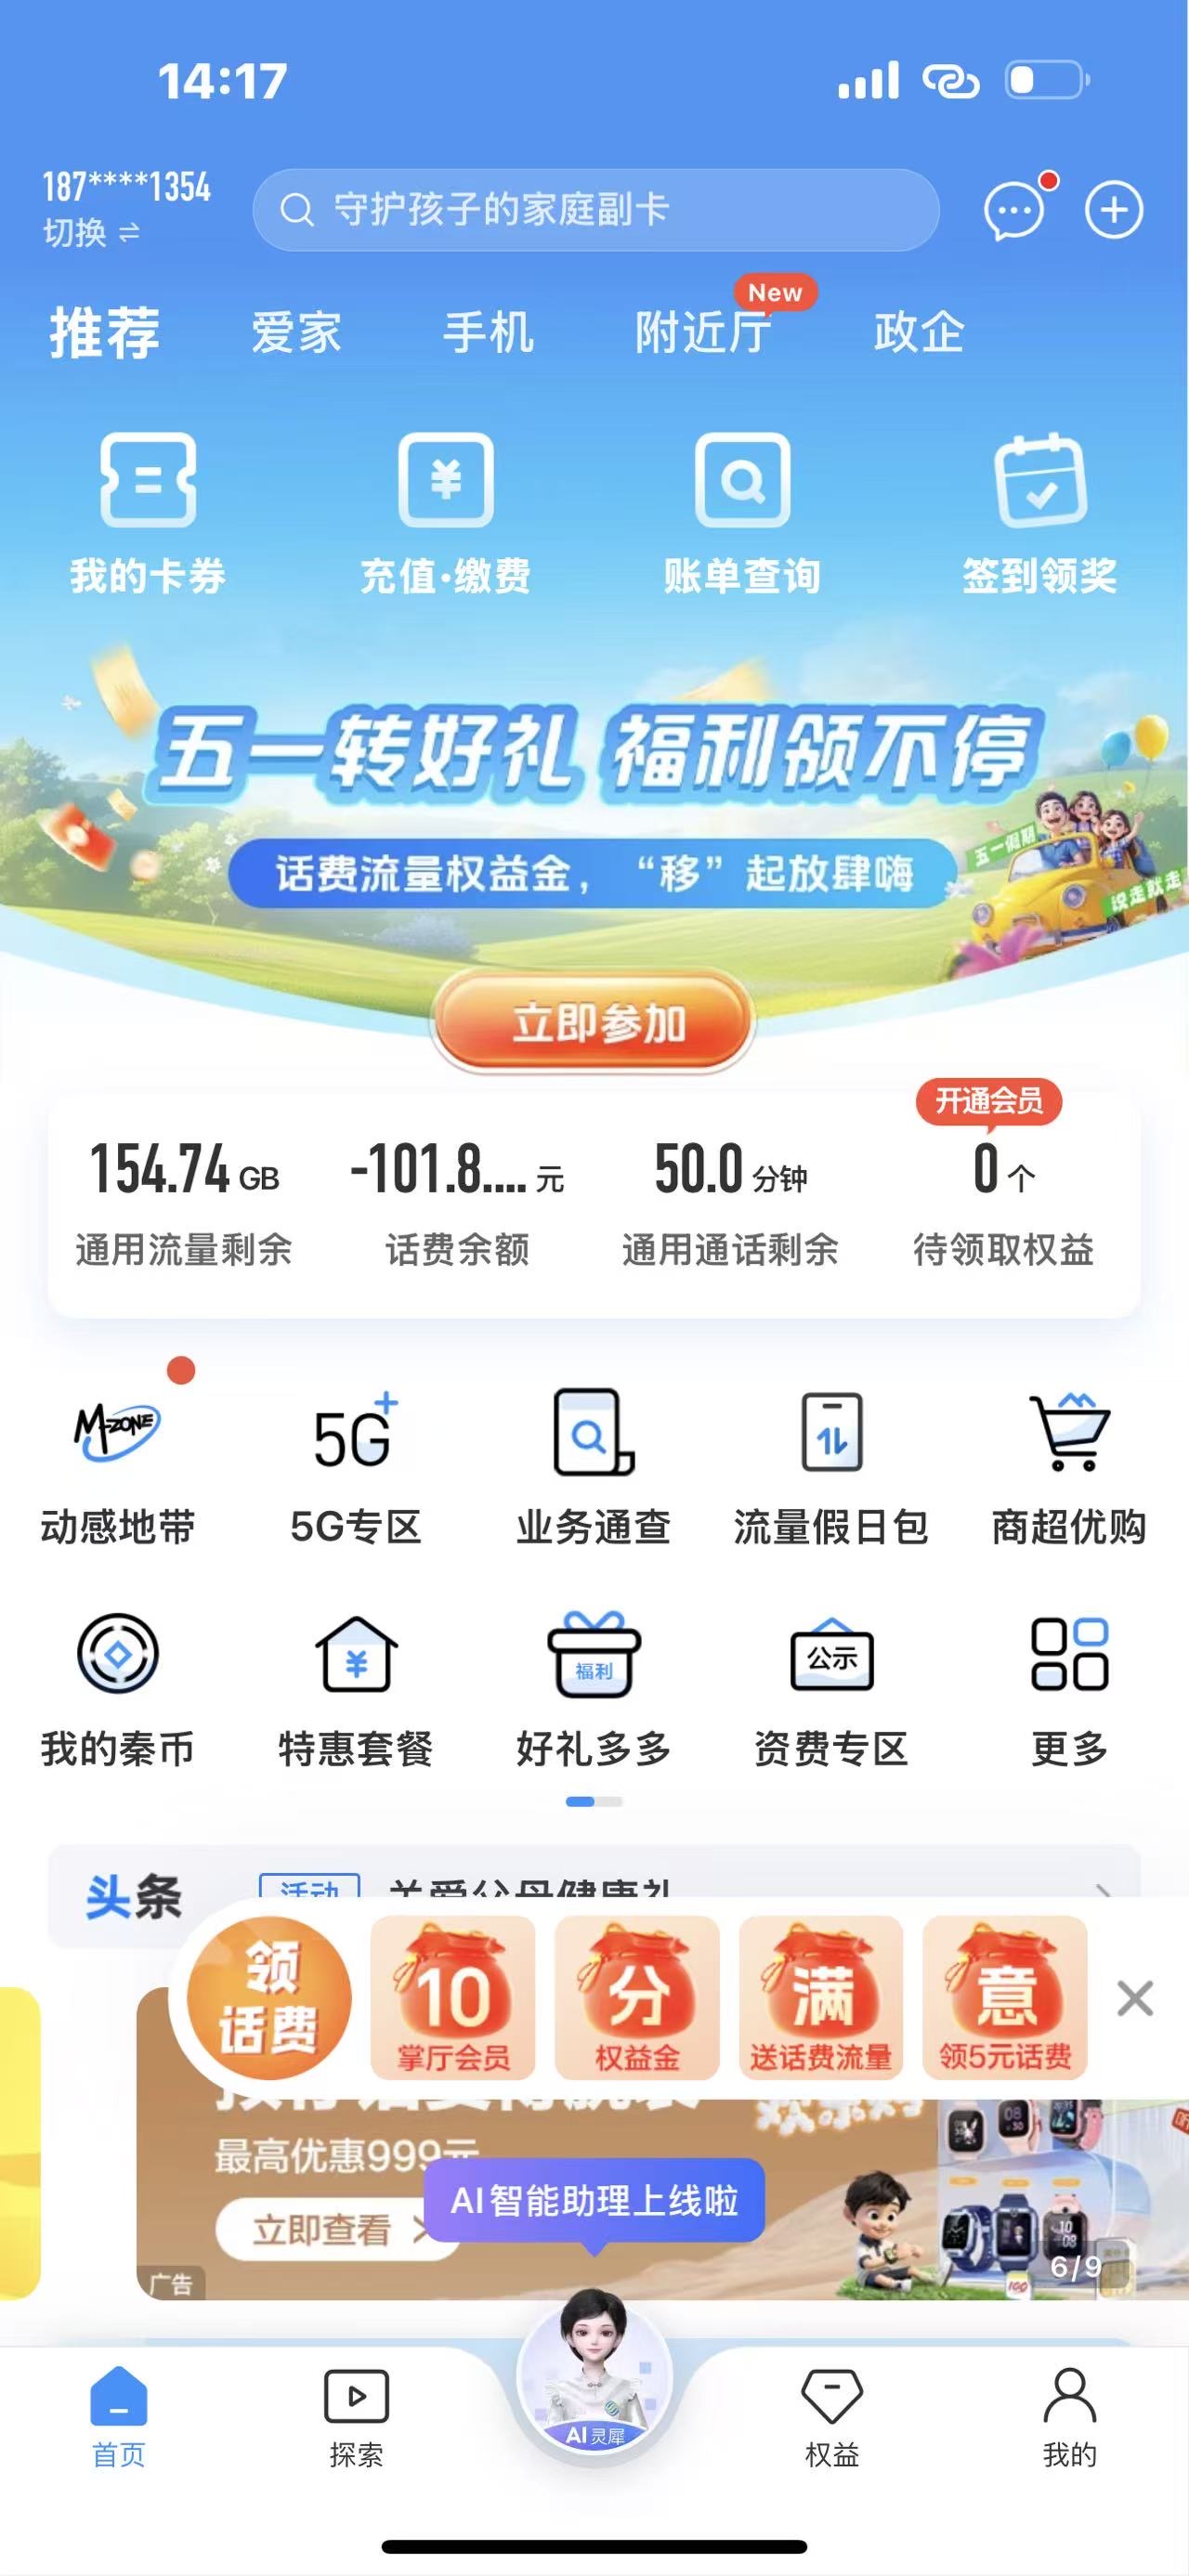 14:17
187****1354
切换
守护孩子的家庭副卡
New
推荐 爱家 手机 附近厅 政企
我的卡券 充值·缴费 账单查询 签到领奖
五一转好礼 福利领不停
五一假期
话费流量权益金，“移”起放肆嗨
说走就走
立即参加
开通会员
154.74 GB -101.8.... 元 50.0 分钟 0 个
通用流量剩余 话费余额 通用通话剩余 待领取权益
M-ZONE 5G+
动感地带 5G专区 业务通查 流量假日包 商超优购
福利 公示
我的秦币 特惠套餐 好礼多多 资费专区 更多
头条 活动 关爱父母健康礼
领
话费
10 分 满 意
掌厅会员 权益金 送话费流量 领5元话费
最高优惠999元
AI智能助理上线啦
立即查看
6/9
广告
AI灵犀
首页 探索 权益 我的